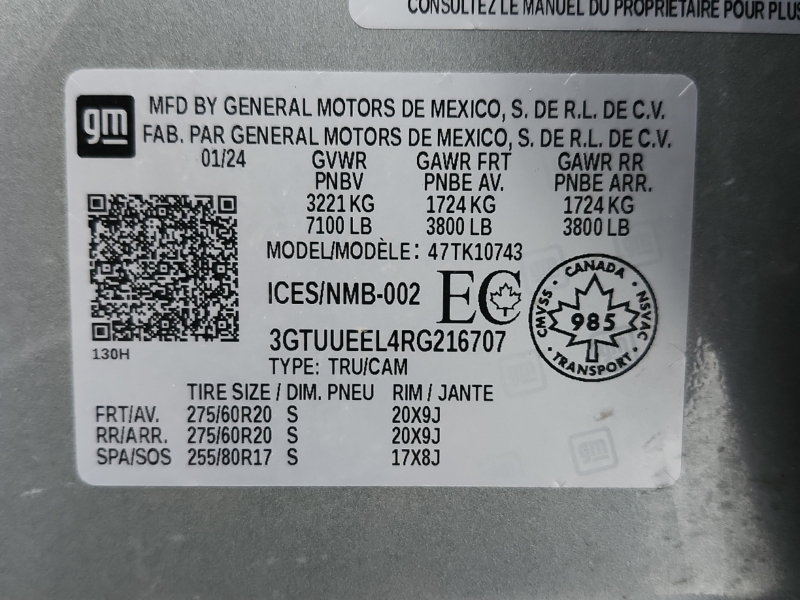 CONSULTEZ LE MANUEL DU PROPRIÉTAIRE POUR PLUS
gm
MFD BY GENERAL MOTORS DE MEXICO, S. DE R.L. DE C.V.
FAB. PAR GENERAL MOTORS DE MEXICO, S. DE R.L. DE C.V.
01/24 GVWR GAWR FRT GAWR RR
PNBV PNBE AV. PNBE ARR.
3221 KG 1724 KG 1724 KG
7100 LB 3800 LB 3800 LB
MODEL/MODÈLE: 47TK10743
ICES/NMB-002 EC
CANADA
CMVSS 985 NSVAC
TRANSPORT
3GTUUEEL4RG216707
130H
TYPE: TRU/CAM
TIRE SIZE / DIM. PNEU RIM / JANTE
FRT/AV. 275/60R20 S 20X9J
RR/ARR. 275/60R20 S 20X9J
SPA/SOS 255/80R17 S 17X8J
gm